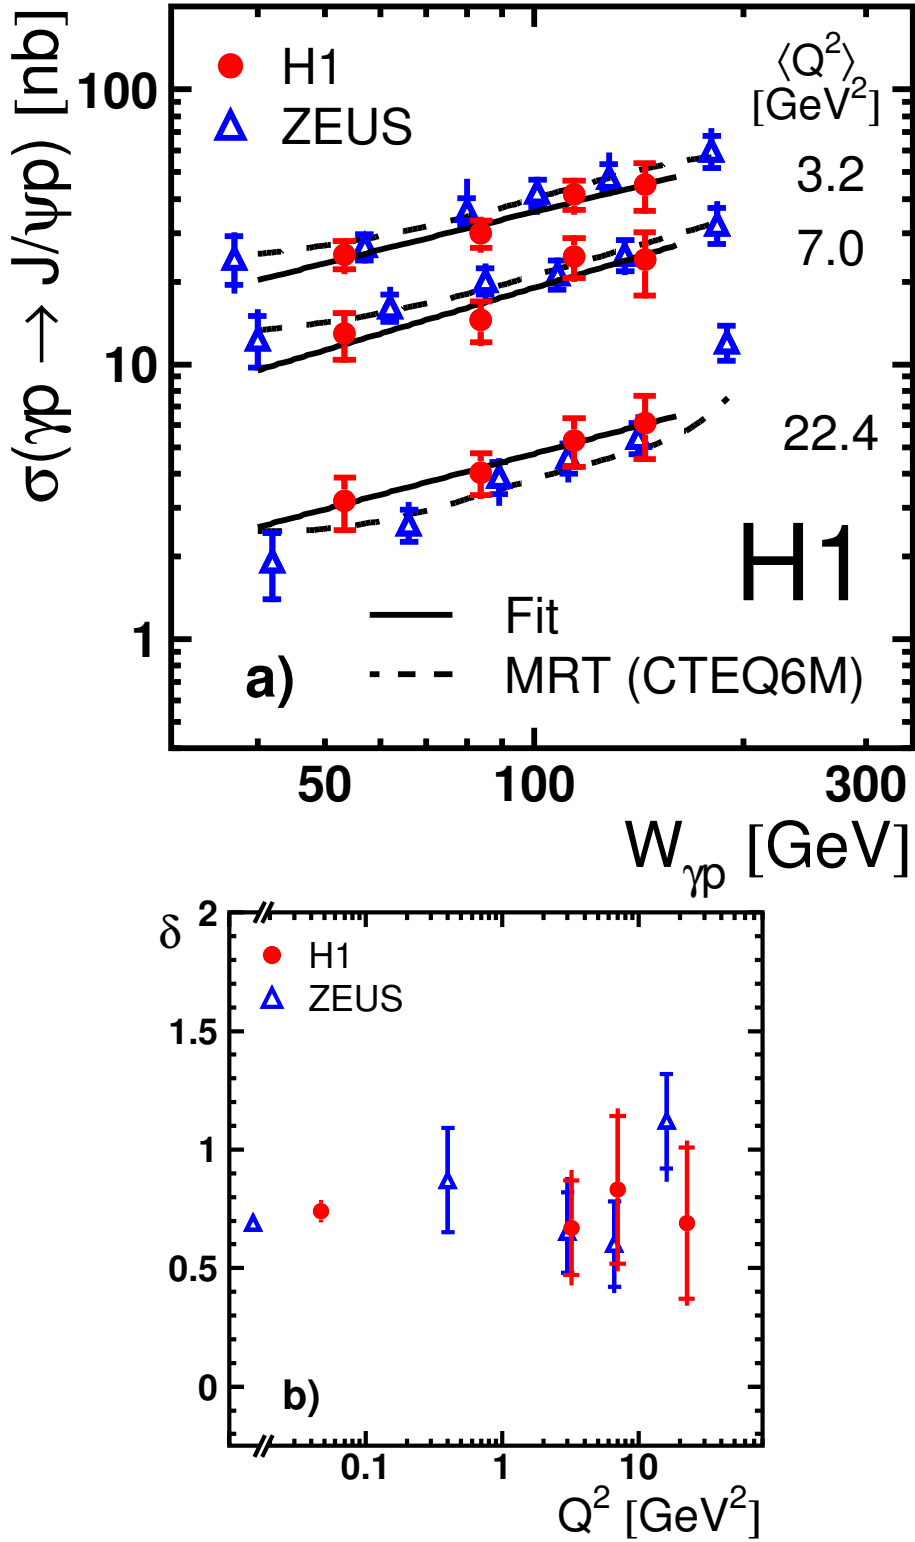 σ(γp → J/ψp) [nb]
H1
ZEUS
⟨Q²⟩
[GeV²]
100
3.2
7.0
10
22.4
H1
Fit
1
a)
MRT (CTEQ6M)
50
100
300
W_γp [GeV]
δ
2
H1
ZEUS
1.5
1
0.5
0
b)
0.1
1
10
Q² [GeV²]